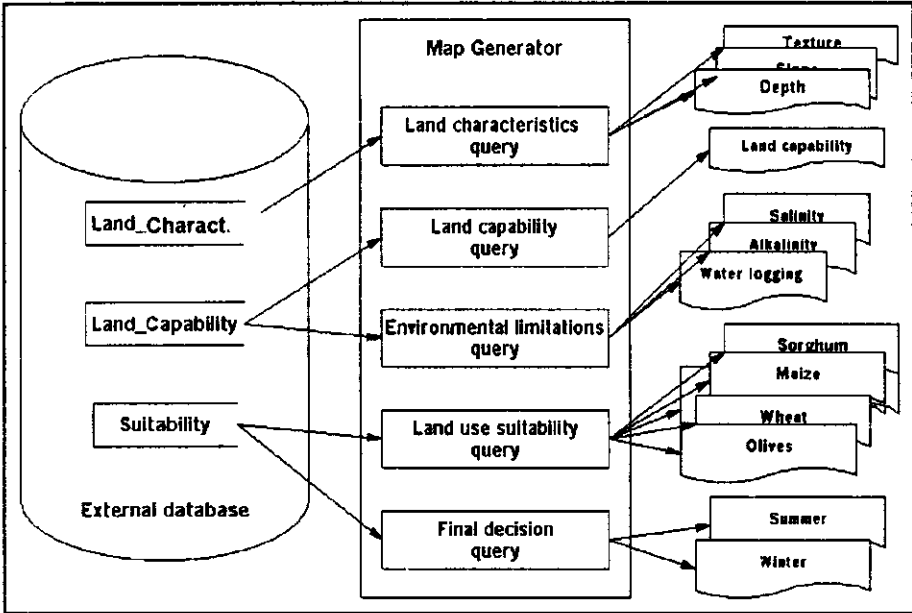 Map Generator
Texture
Slope
Depth
Land characteristics
query
Land capability
Land_Charact.
Land capability
query
Salinity
Alkalinity
Water logging
Land_Capability
Environmental limitations
query
Sorghum
Maize
Wheat
Olives
Suitability
Land use suitability
query
External database
Final decision
query
Summer
Winter